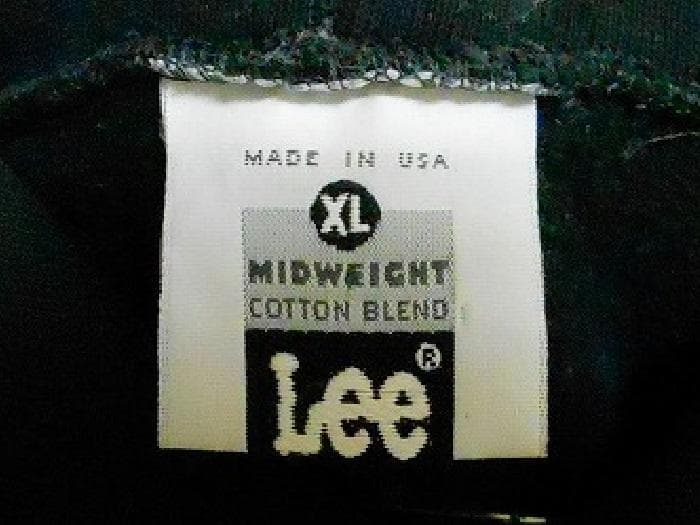 MADE IN USA
XL
MIDWEIGHT
COTTON BLEND
Lee®